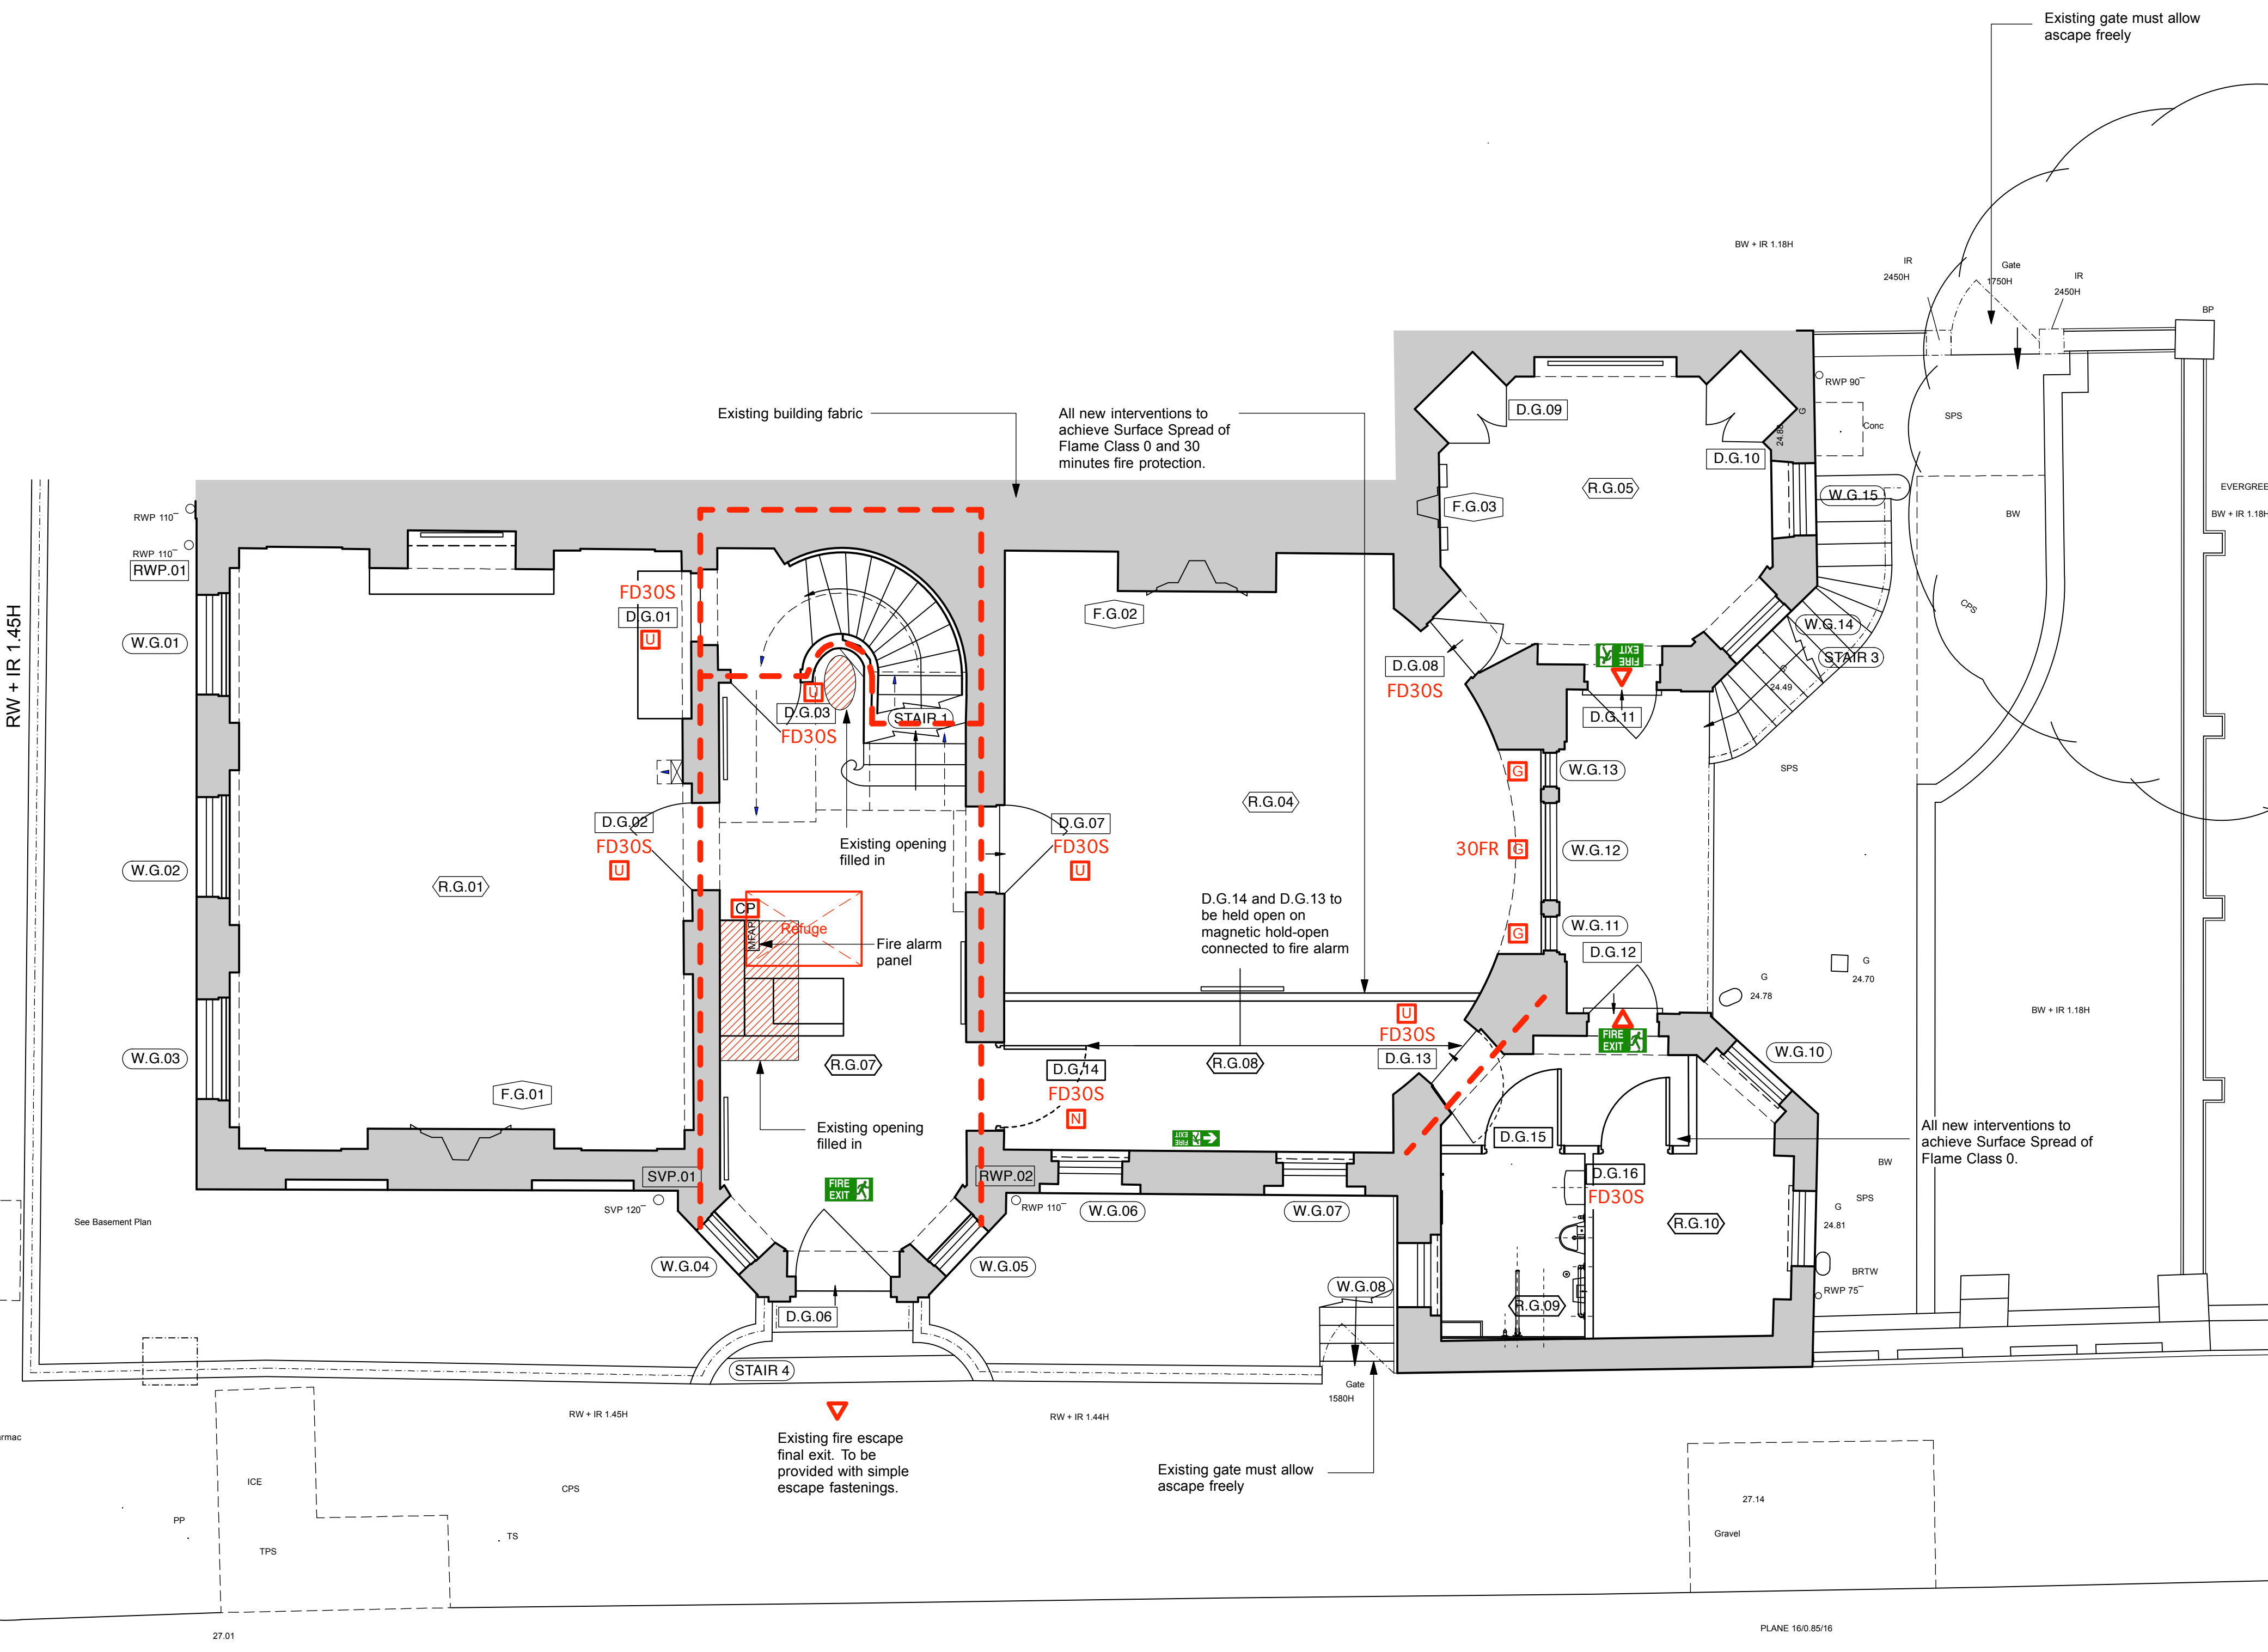 Existing gate must allow
ascape freely
BW + IR 1.18H
IR
2450H
Gate
1750H
IR
2450H
BP
RW + IR 1.45H
Existing building fabric
All new interventions to
achieve Surface Spread of
Flame Class 0 and 30
minutes fire protection.
RWP 90
D.G.09
G
24.88
Conc
SPS
D.G.10
R.G.05
F.G.03
W.G.15
BW
EVERGREE
BW + IR 1.18H
RWP 110
RWP 110
RWP.01
FD30S
D.G.01
U
W.G.01
F.G.02
CPS
W.G.14
STAIR 3
G
24.49
FIRE
EXIT
D.G.08
FD30S
U
D.G.03
FD30S
STAIR 1
D.G.11
SPS
G
W.G.13
R.G.04
D.G.02
FD30S
U
D.G.07
FD30S
U
Existing opening
filled in
30FR
G
W.G.12
W.G.02
R.G.01
D.G.14 and D.G.13 to
be held open on
magnetic hold-open
connected to fire alarm
CP
MFAP
Refuge
Fire alarm
panel
G
W.G.11
D.G.12
G
24.70
G
24.78
BW + IR 1.18H
U
FD30S
D.G.13
FIRE
EXIT
W.G.10
W.G.03
R.G.07
R.G.08
D.G.14
FD30S
N
F.G.01
Existing opening
filled in
FIRE
EXIT
D.G.15
All new interventions to
achieve Surface Spread of
Flame Class 0.
BW
SVP.01
RWP.02
FIRE
EXIT
D.G.16
FD30S
SPS
G
24.81
SVP 120
RWP 110
W.G.06
W.G.07
R.G.10
See Basement Plan
W.G.04
W.G.05
W.G.08
BRTW
RWP 75
R.G.09
D.G.06
STAIR 4
Gate
1580H
RW + IR 1.45H
RW + IR 1.44H
Existing fire escape
final exit. To be
provided with simple
escape fastenings.
Existing gate must allow
ascape freely
rmac
ICE
CPS
PP
TS
TPS
27.14
Gravel
27.01
PLANE 16/0.85/16